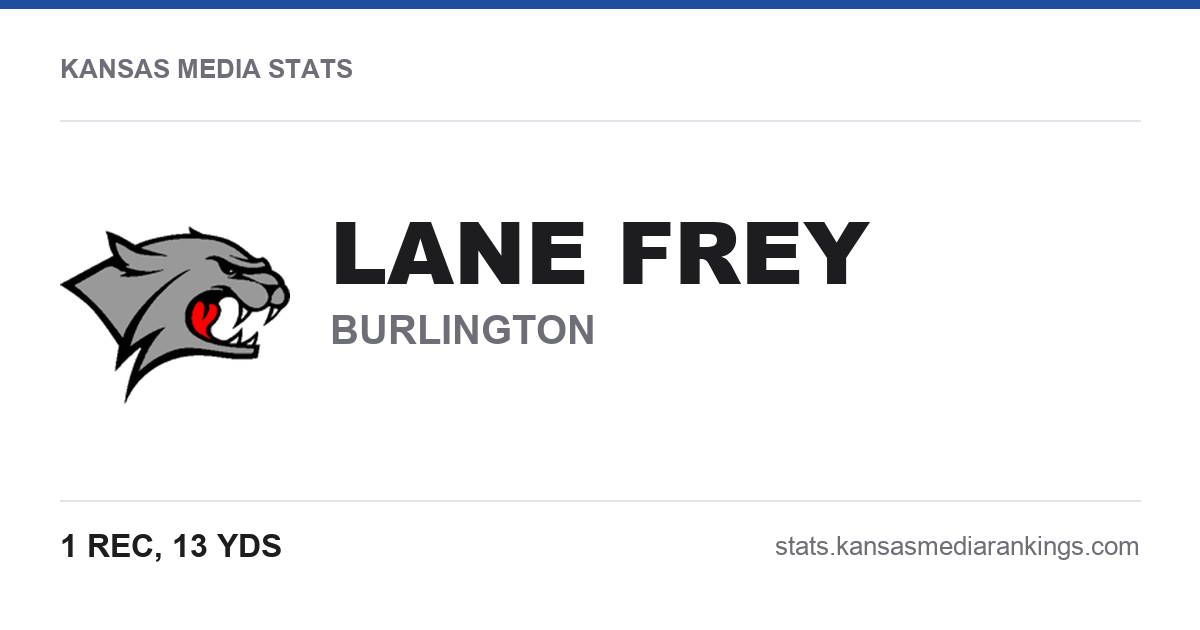 KANSAS MEDIA STATS
LANE FREY
BURLINGTON
1 REC, 13 YDS
stats.kansasmediarankings.com